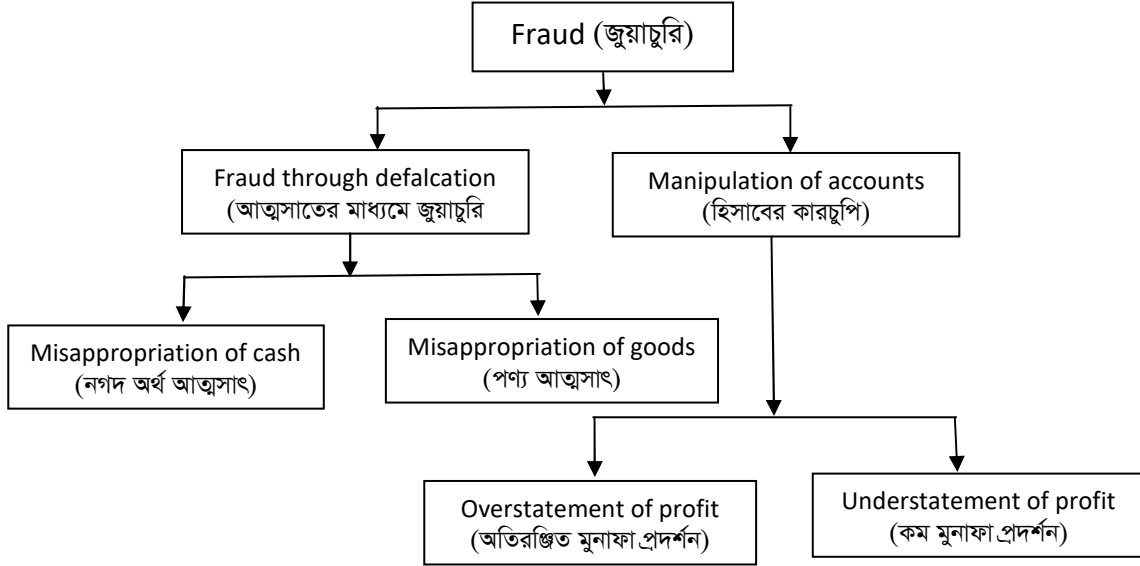 Fraud (জুয়াচুরি)
Fraud through defalcation
(আত্মসাতের মাধ্যমে জুয়াচুরি
Manipulation of accounts
(হিসাবের কারচুপি)
Misappropriation of cash
(নগদ অর্থ আত্মসাৎ)
Misappropriation of goods
(পণ্য আত্মসাৎ)
Overstatement of profit
(অতিরঞ্জিত মুনাফা প্রদর্শন)
Understatement of profit
(কম মুনাফা প্রদর্শন)